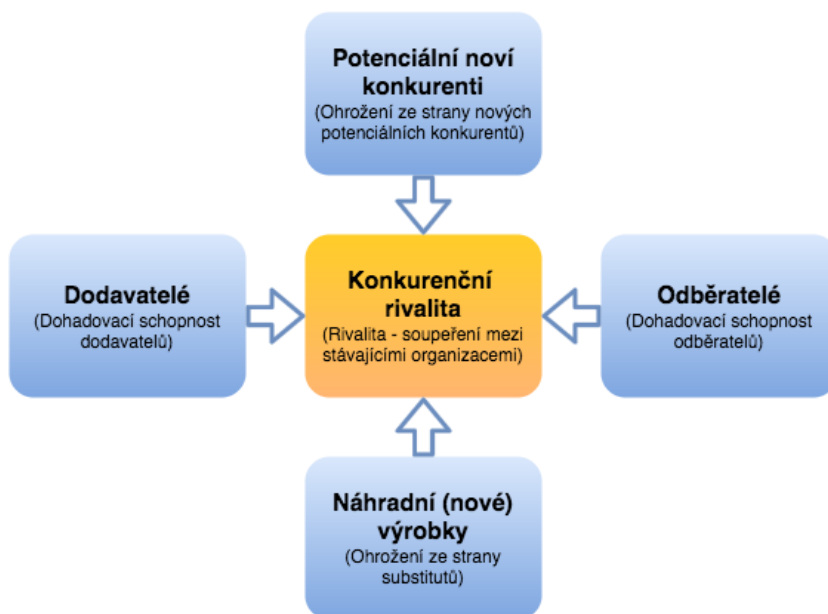 Potenciální noví
konkurenti
(Ohrožení ze strany nových
potenciálních konkurentů)
Dodavatelé
(Dohadovací schopnost
dodavatelů)
Konkurenční
rivalita
(Rivalita - soupeření mezi
stávajícími organizacemi)
Odběratelé
(Dohadovací schopnost
odběratelů)
Náhradní (nové)
výrobky
(Ohrožení ze strany
substitutů)